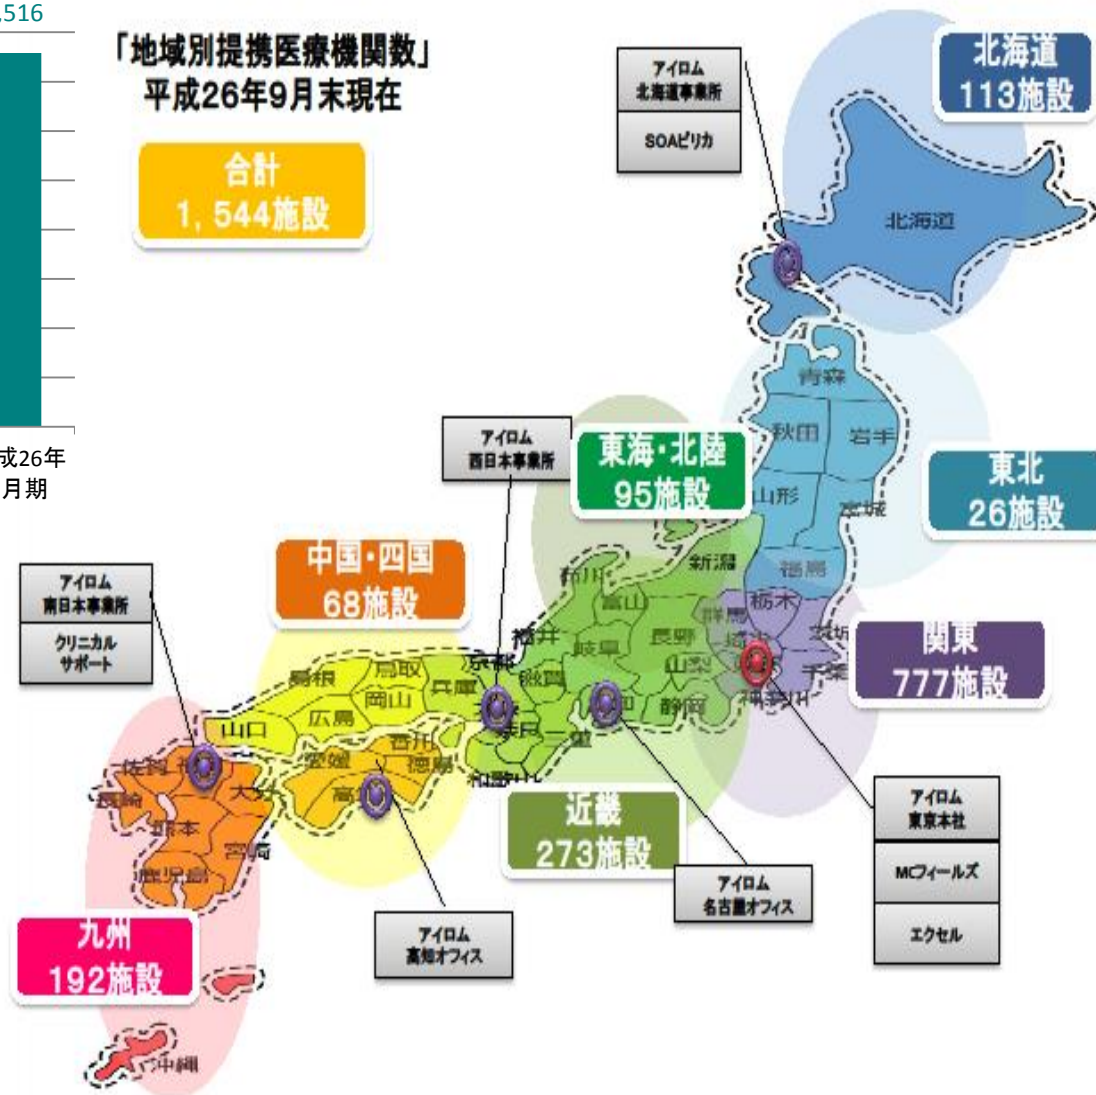 ,516
成26年
月期
「地域別提携医療機関数」
平成26年9月末現在
合計
1,544施設
アイロム
北海道事業所
SOAピリカ
北海道
113施設
北海道
青森
秋田
岩手
山形
宮城
福島
東北
26施設
アイロム
西日本事業所
東海・北陸
95施設
新潟
石川
富山
福井
岐阜
長野
山梨
静岡
群馬
栃木
茨城
埼玉
千葉
神奈川
関東
777施設
中国・四国
68施設
アイロム
南日本事業所
クリニカル
サポート
島根
鳥取
岡山
広島
山口
兵庫
京都
滋賀
奈良
三重
和歌山
香川
徳島
愛媛
高知
近畿
273施設
佐賀
長崎
大分
熊本
宮崎
鹿児島
九州
192施設
沖縄
アイロム
高知オフィス
アイロム
名古屋オフィス
アイロム
東京本社
MCフィールズ
エクセル